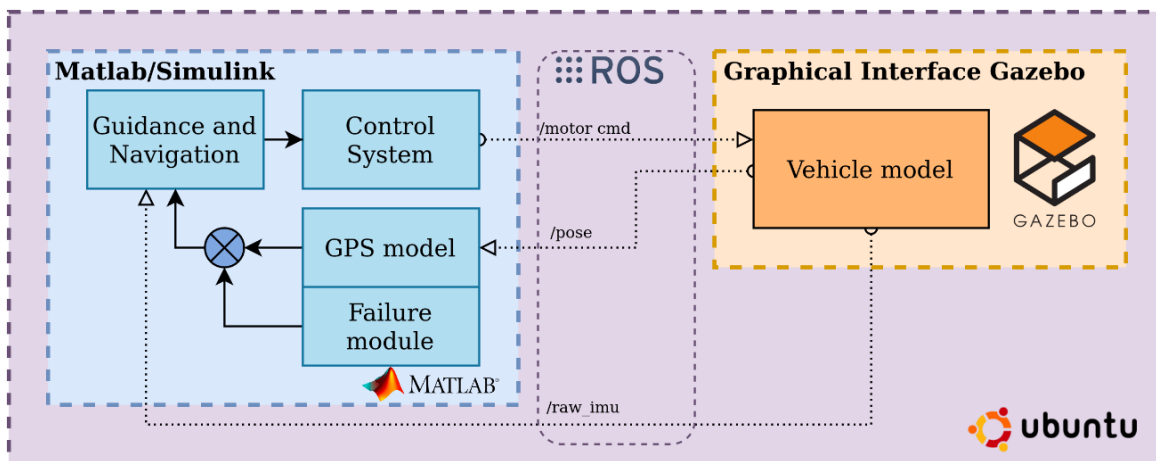 Matlab/Simulink
Guidance and
Navigation
Control
System
GPS model
Failure
module
MATLAB®
ROS
/motor cmd
/pose
/raw_imu
Graphical Interface Gazebo
Vehicle model
GAZEBO
ubuntu